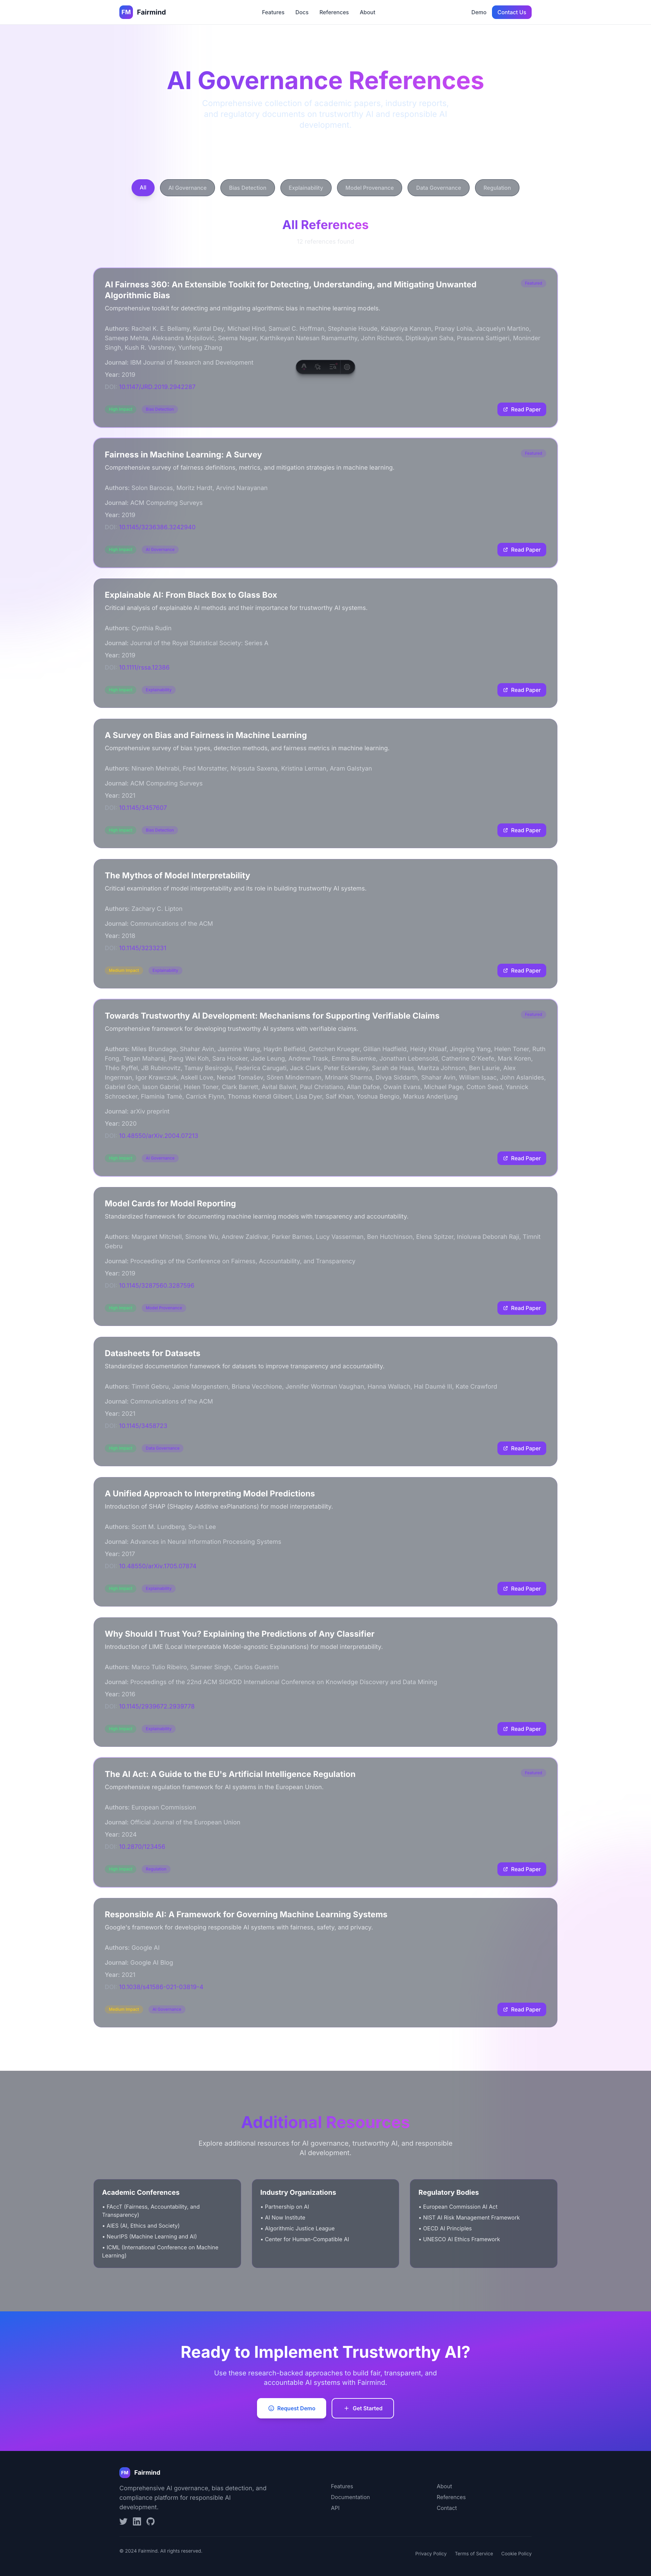 FM Fairmind
Features Docs References About
Demo Contact Us
AI Governance References
Comprehensive collection of academic papers, industry reports,
and regulatory documents on trustworthy AI and responsible AI
development.
All AI Governance Bias Detection Explainability Model Provenance Data Governance Regulation
All References
12 references found
AI Fairness 360: An Extensible Toolkit for Detecting, Understanding, and Mitigating Unwanted
Algorithmic Bias
Featured
Comprehensive toolkit for detecting and mitigating algorithmic bias in machine learning models.
Authors: Rachel K. E. Bellamy, Kuntal Dey, Michael Hind, Samuel C. Hoffman, Stephanie Houde, Kalapriya Kannan, Pranay Lohia, Jacquelyn Martino,
Sameep Mehta, Aleksandra Mojsilović, Seema Nagar, Karthikeyan Natesan Ramamurthy, John Richards, Diptikalyan Saha, Prasanna Sattigeri, Moninder
Singh, Kush R. Varshney, Yunfeng Zhang
Journal: IBM Journal of Research and Development
Year: 2019
DOI: 10.1147/JRD.2019.2942287
High Impact Bias Detection
Read Paper
Fairness in Machine Learning: A Survey
Featured
Comprehensive survey of fairness definitions, metrics, and mitigation strategies in machine learning.
Authors: Solon Barocas, Moritz Hardt, Arvind Narayanan
Journal: ACM Computing Surveys
Year: 2019
DOI: 10.1145/3236386.3242940
High Impact AI Governance
Read Paper
Explainable AI: From Black Box to Glass Box
Critical analysis of explainable AI methods and their importance for trustworthy AI systems.
Authors: Cynthia Rudin
Journal: Journal of the Royal Statistical Society: Series A
Year: 2019
DOI: 10.1111/rssa.12388
High Impact Explainability
Read Paper
A Survey on Bias and Fairness in Machine Learning
Comprehensive survey of bias types, detection methods, and fairness metrics in machine learning.
Authors: Ninareh Mehrabi, Fred Morstatter, Nripsuta Saxena, Kristina Lerman, Aram Galstyan
Journal: ACM Computing Surveys
Year: 2021
DOI: 10.1145/3457607
High Impact Bias Detection
Read Paper
The Mythos of Model Interpretability
Critical examination of model interpretability and its role in building trustworthy AI systems.
Authors: Zachary C. Lipton
Journal: Communications of the ACM
Year: 2018
DOI: 10.1145/3233231
Medium Impact Explainability
Read Paper
Towards Trustworthy AI Development: Mechanisms for Supporting Verifiable Claims
Featured
Comprehensive framework for developing trustworthy AI systems with verifiable claims.
Authors: Miles Brundage, Shahar Avin, Jasmine Wang, Haydn Belfield, Gretchen Krueger, Gillian Hadfield, Heidy Khlaaf, Jingying Yang, Helen Toner, Ruth
Fong, Tegan Maharaj, Pang Wei Koh, Sara Hooker, Jade Leung, Andrew Trask, Emma Bluemke, Jonathan Lebensold, Catherine O'Keefe, Mark Koren,
Théo Ryffel, JB Rubinovitz, Tamay Besiroglu, Federica Carugati, Jack Clark, Peter Eckersley, Sarah de Haas, Maritza Johnson, Ben Laurie, Alex
Ingerman, Igor Krawczuk, Askell Love, Nenad Tomašev, Sören Mindermann, Mrinank Sharma, Divya Siddarth, Shahar Avin, William Isaac, John Aslanides,
Gabriel Guh, Iason Gabriel, Helen Toner, Clark Barrett, Avital Balwit, Paul Christiano, Allan Dafoe, Owain Evans, Michael Page, Cotton Seed, Yannick
Schroecker, Flaminia Tamé, Carrick Flynn, Thomas Krendl Gilbert, Lisa Dyer, Saif Khan, Yoshua Bengio, Markus Anderljung
Journal: arXiv preprint
Year: 2020
DOI: 10.48550/arXiv.2004.07213
High Impact AI Governance
Read Paper
Model Cards for Model Reporting
Standardized framework for documenting machine learning models with transparency and accountability.
Authors: Margaret Mitchell, Simone Wu, Andrew Zaldivar, Parker Barnes, Lucy Vasserman, Ben Hutchinson, Elena Spitzer, Inioluwa Deborah Raji, Timnit
Gebru
Journal: Proceedings of the Conference on Fairness, Accountability, and Transparency
Year: 2019
DOI: 10.1145/3287560.3287596
High Impact Model Provenance
Read Paper
Datasheets for Datasets
Standardized documentation framework for datasets to improve transparency and accountability.
Authors: Timnit Gebru, Jamie Morgenstern, Briana Vecchione, Jennifer Wortman Vaughan, Hanna Wallach, Hal Daumé III, Kate Crawford
Journal: Communications of the ACM
Year: 2021
DOI: 10.1145/3458723
High Impact Data Governance
Read Paper
A Unified Approach to Interpreting Model Predictions
Introduction of SHAP (SHapley Additive exPlanations) for model interpretability.
Authors: Scott M. Lundberg, Su-In Lee
Journal: Advances in Neural Information Processing Systems
Year: 2017
DOI: 10.48550/arXiv.1705.07874
High Impact Explainability
Read Paper
Why Should I Trust You? Explaining the Predictions of Any Classifier
Introduction of LIME (Local Interpretable Model-agnostic Explanations) for model interpretability.
Authors: Marco Tulio Ribeiro, Sameer Singh, Carlos Guestrin
Journal: Proceedings of the 22nd ACM SIGKDD International Conference on Knowledge Discovery and Data Mining
Year: 2016
DOI: 10.1145/2939672.2939778
High Impact Explainability
Read Paper
The AI Act: A Guide to the EU's Artificial Intelligence Regulation
Featured
Comprehensive regulation framework for AI systems in the European Union.
Authors: European Commission
Journal: Official Journal of the European Union
Year: 2024
DOI: 10.2870/123456
High Impact Regulation
Read Paper
Responsible AI: A Framework for Governing Machine Learning Systems
Google's framework for developing responsible AI systems with fairness, safety, and privacy.
Authors: Google AI
Journal: Google AI Blog
Year: 2021
DOI: 10.1038/s41586-021-03819-4
Medium Impact AI Governance
Read Paper
Additional Resources
Explore additional resources for AI governance, trustworthy AI, and responsible
AI development.
Academic Conferences
• FAccT (Fairness, Accountability, and
Transparency)
• AIES (AI, Ethics and Society)
• NeurIPS (Machine Learning and AI)
• ICML (International Conference on Machine
Learning)
Industry Organizations
• Partnership on AI
• AI Now Institute
• Algorithmic Justice League
• Center for Human-Compatible AI
Regulatory Bodies
• European Commission AI Act
• NIST AI Risk Management Framework
• OECD AI Principles
• UNESCO AI Ethics Framework
Ready to Implement Trustworthy AI?
Use these research-backed approaches to build fair, transparent, and
accountable AI systems with Fairmind.
Request Demo Get Started
FM Fairmind
Comprehensive AI governance, bias detection, and
compliance platform for responsible AI
development.
Features
Documentation
API
About
References
Contact
© 2024 Fairmind. All rights reserved.
Privacy Policy Terms of Service Cookie Policy